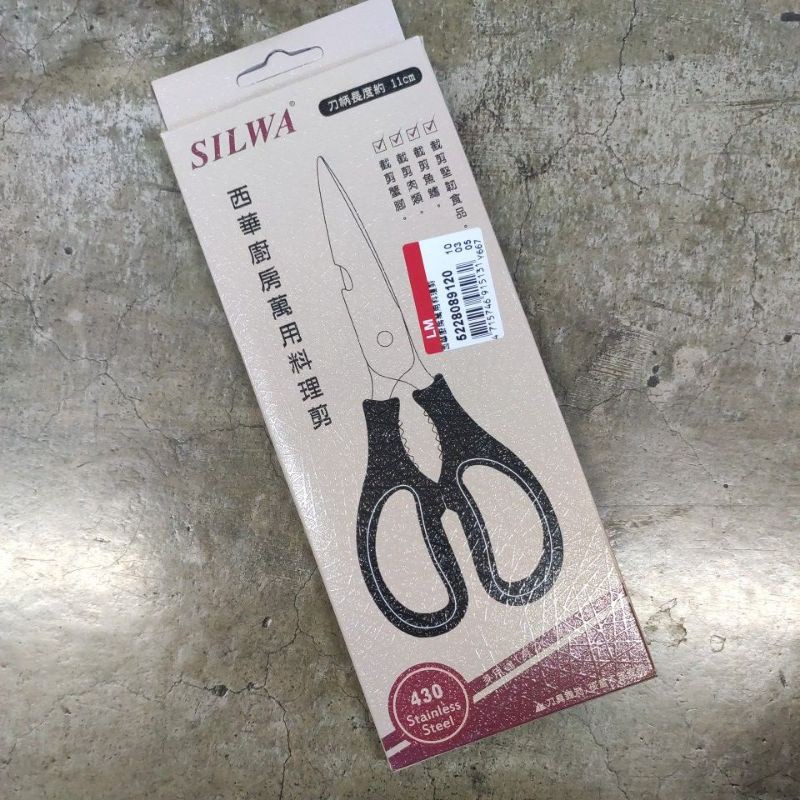 SILWA®
刀柄長度約 11cm
西華廚房萬用料理剪
截剪堅韌食品。
截剪魚鱗。
截剪肉類。
截剪蟹腳。
LM
5228089120
10
03
05
4715746915131Y667
430
Stainless
Steel